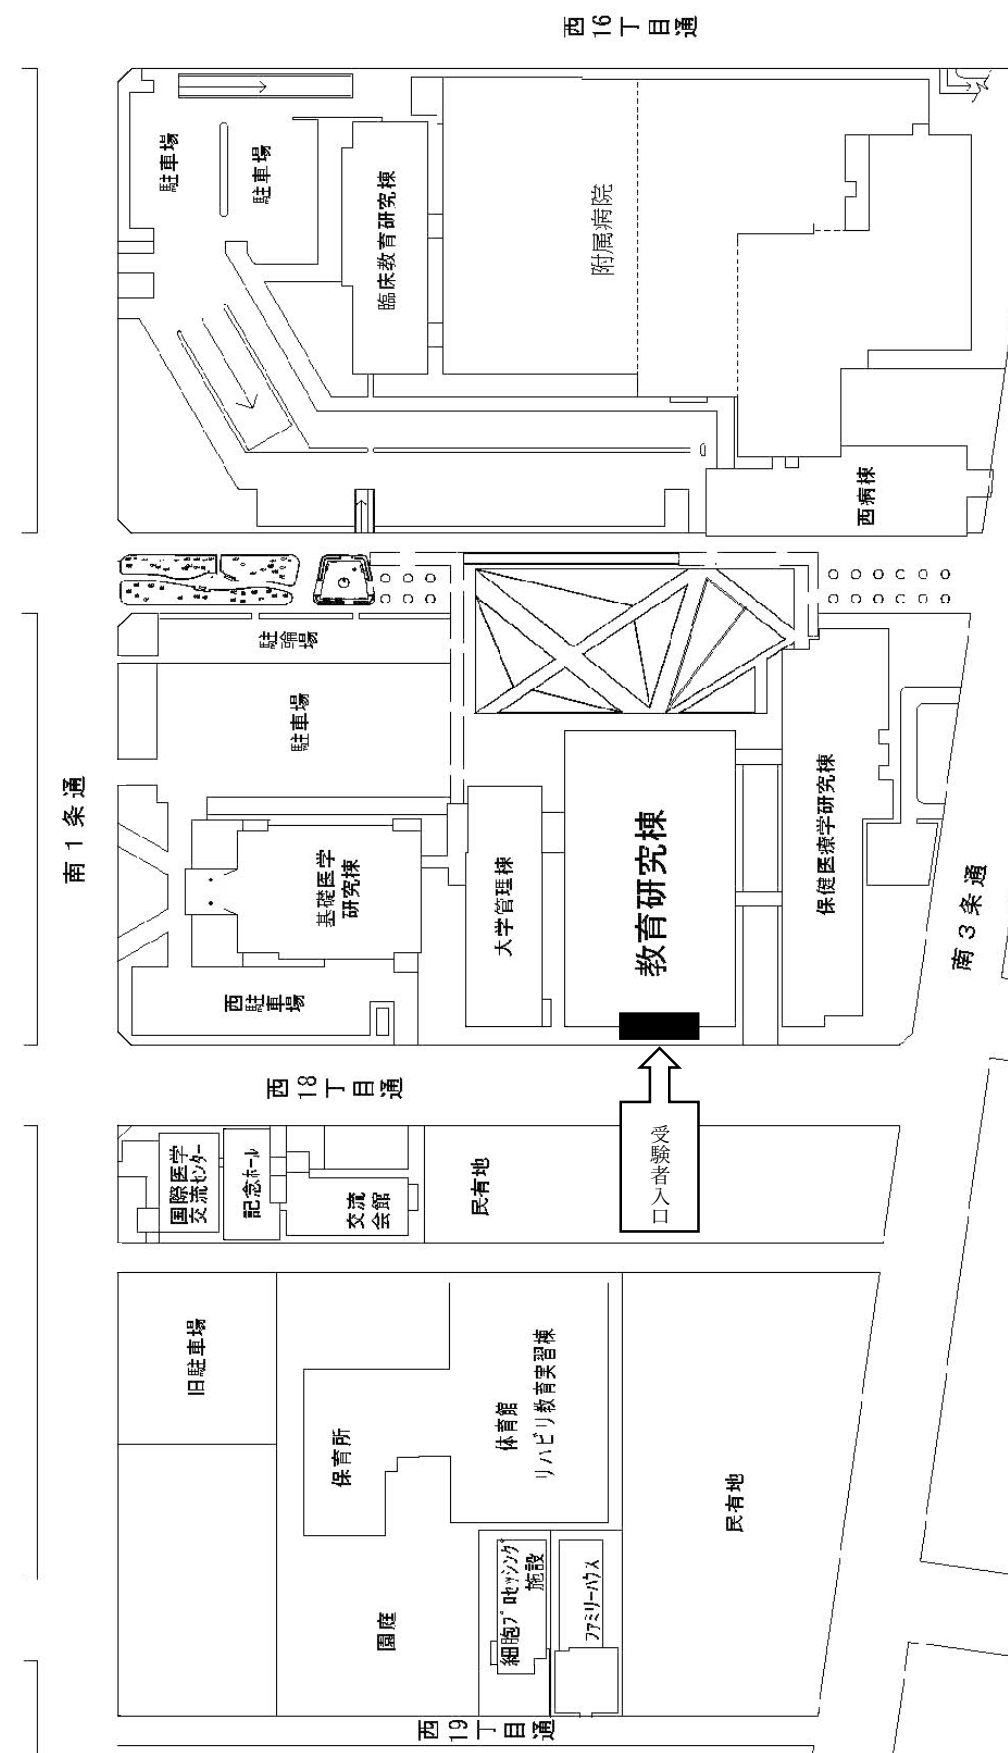 西16丁目通
駐車場
駐車場
臨床教育研究棟
附属病院
西病棟
駐輪場
駐車場
南1条通
基礎医学
研究棟
大学管理棟
教育研究棟
保健医療学研究棟
南3条通
西
駐車場
西18丁目通
受験者入口
国際医学
交流センター
記念ホール
交流
会館
民有地
旧駐車場
保育所
体育館
リハビリ教育実習棟
民有地
園庭
細胞プロセッシング
施設
ファミリーハウス
西19丁目通